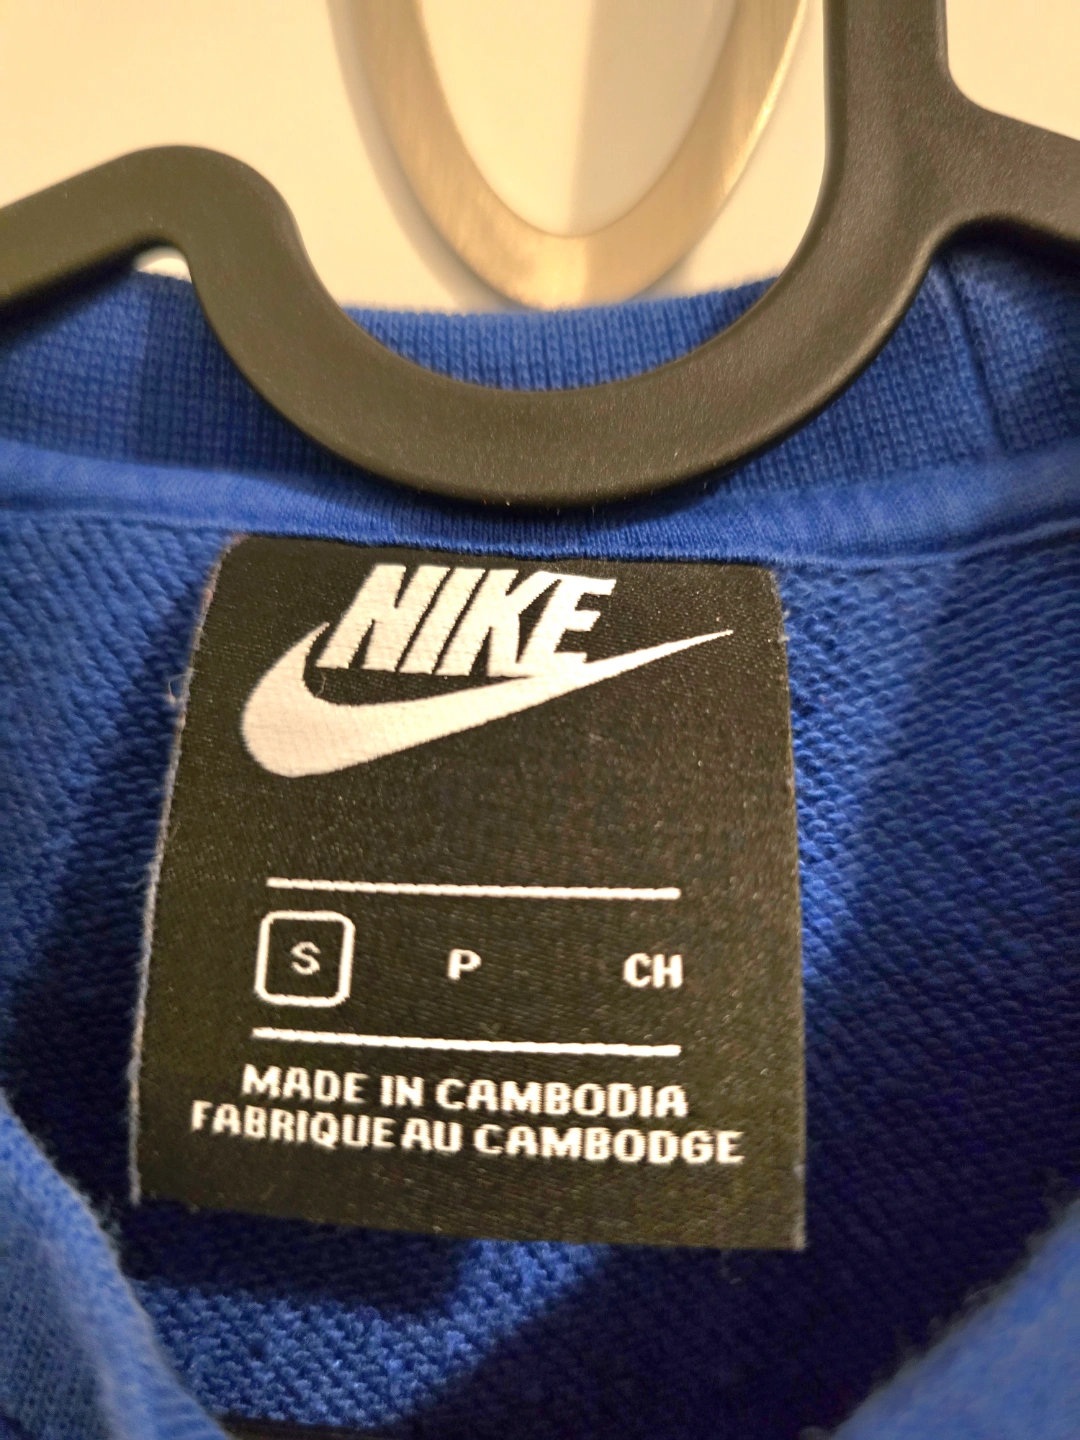 NIKE
S P CH
MADE IN CAMBODIA
FABRIQUE AU CAMBODGE